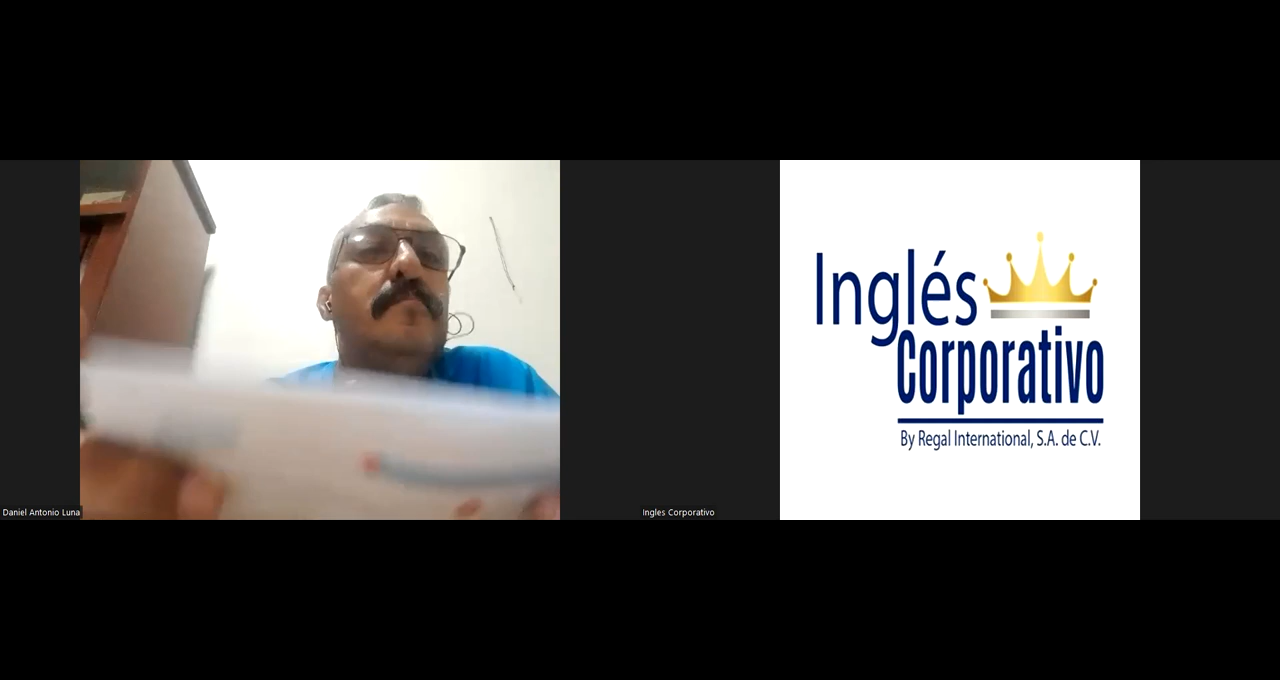 Daniel Antonio Luna
Ingles Corporativo
Inglés
Corporativo
By Regal International, S.A. de C.V.